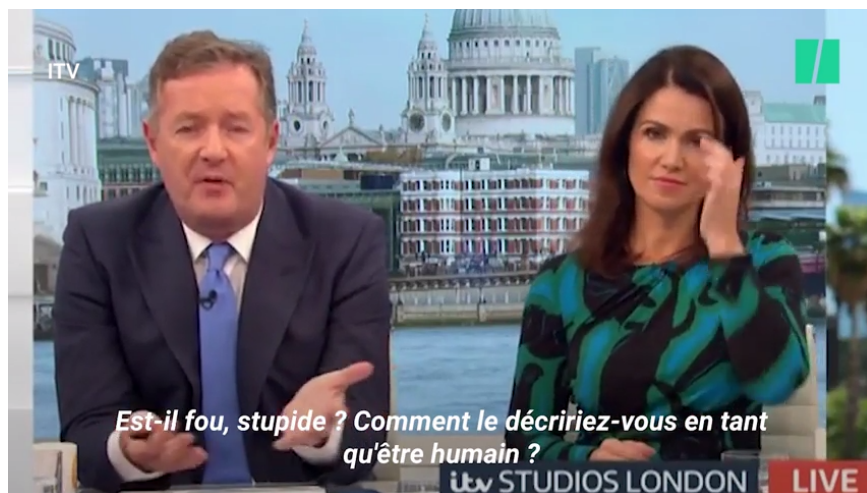 ITV
Est-il fou, stupide ? Comment le décririez-vous en tant
qu'être humain ?
itv STUDIOS LONDON
LIVE